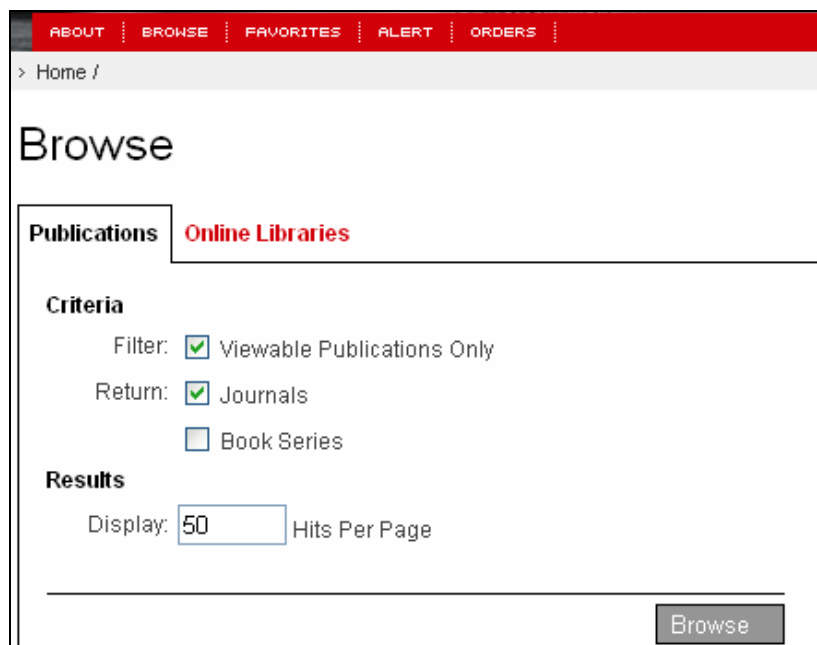 ABOUT BROWSE FAVORITES ALERT ORDERS
> Home /
Browse
Publications Online Libraries
Criteria
Filter: Viewable Publications Only
Return: Journals
Book Series
Results
Display: 50 Hits Per Page
Browse